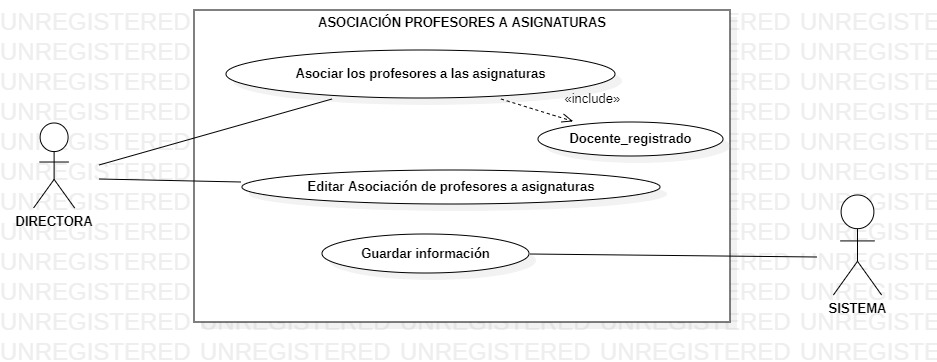 ASOCIACIÓN PROFESORES A ASIGNATURAS
Asociar los profesores a las asignaturas
«include»
Docente_registrado
DIRECTORA
Editar Asociación de profesores a asignaturas
Guardar información
SISTEMA
UNREGISTERED